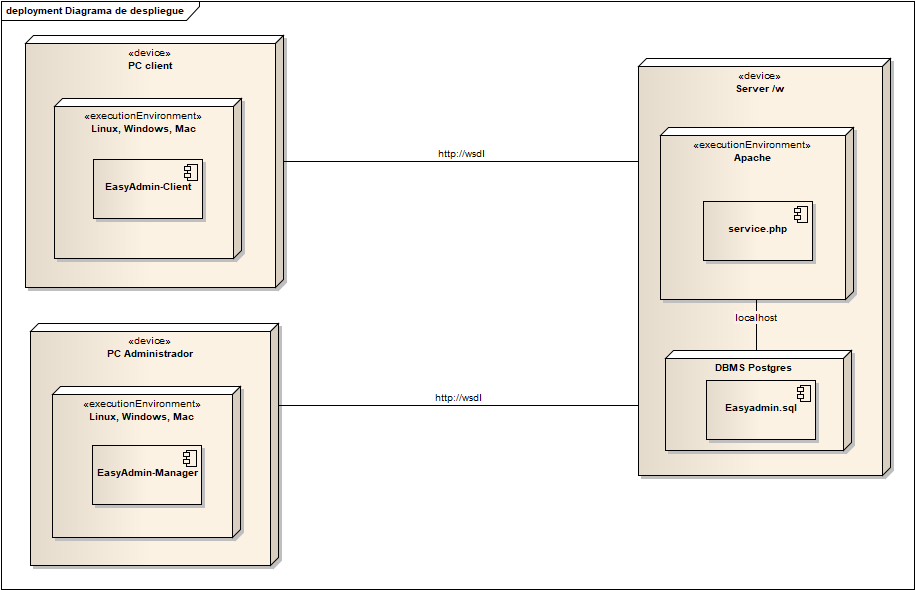 deployment Diagrama de despliegue
«device»
PC client
«executionEnvironment»
Linux, Windows, Mac
EasyAdmin-Client
http://wsdl
«device»
Server /w
«executionEnvironment»
Apache
service.php
localhost
DBMS Postgres
Easyadmin.sql
«device»
PC Administrador
«executionEnvironment»
Linux, Windows, Mac
EasyAdmin-Manager
http://wsdl